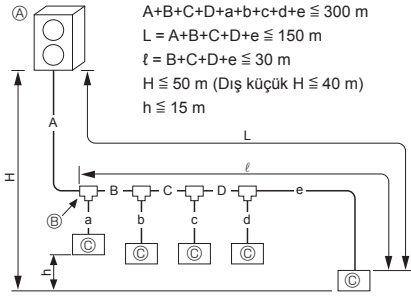 Ⓐ
A+B+C+D+a+b+c+d+e ≦ 300 m
L = A+B+C+D+e ≦ 150 m
ℓ = B+C+D+e ≦ 30 m
H ≦ 50 m (Dış küçük H ≦ 40 m)
h ≦ 15 m
A
L
H
ℓ
B C D e
Ⓑ
a b c d
Ⓒ
Ⓒ Ⓒ Ⓒ
h
Ⓒ